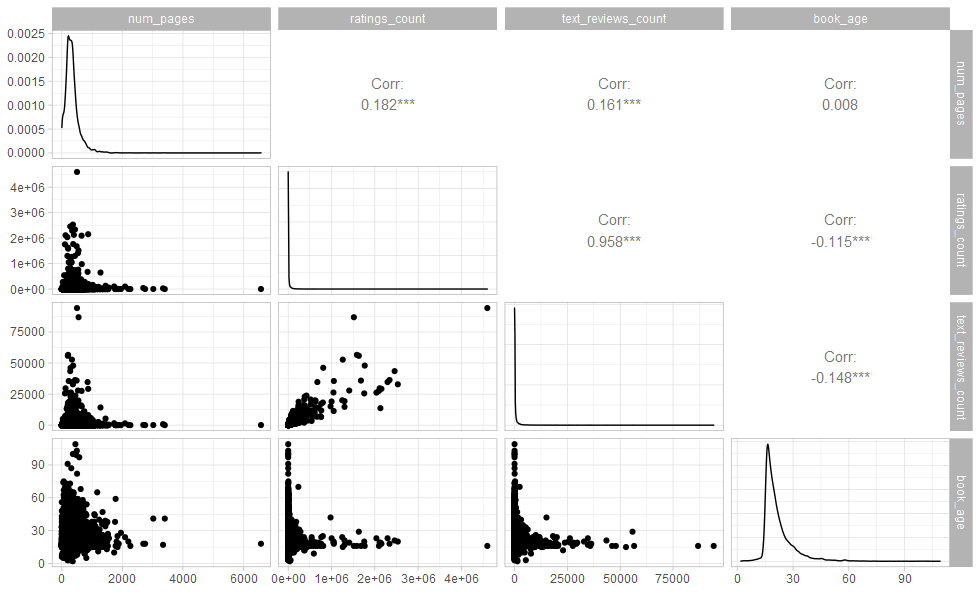 num_pages ratings_count text_reviews_count book_age
0.0025
0.0020
0.0015
0.0010
0.0005
0.0000
Corr:
0.182***
Corr:
0.161***
Corr:
0.008
num_pages
4e+06
3e+06
2e+06
1e+06
0e+00
Corr:
0.958***
Corr:
-0.115***
ratings_count
75000
50000
25000
0
Corr:
-0.148***
text_reviews_count
90
60
30
0
book_age
0 2000 4000 6000
0e+00 1e+06 2e+06 3e+06 4e+06
0 25000 50000 75000
0 30 60 90